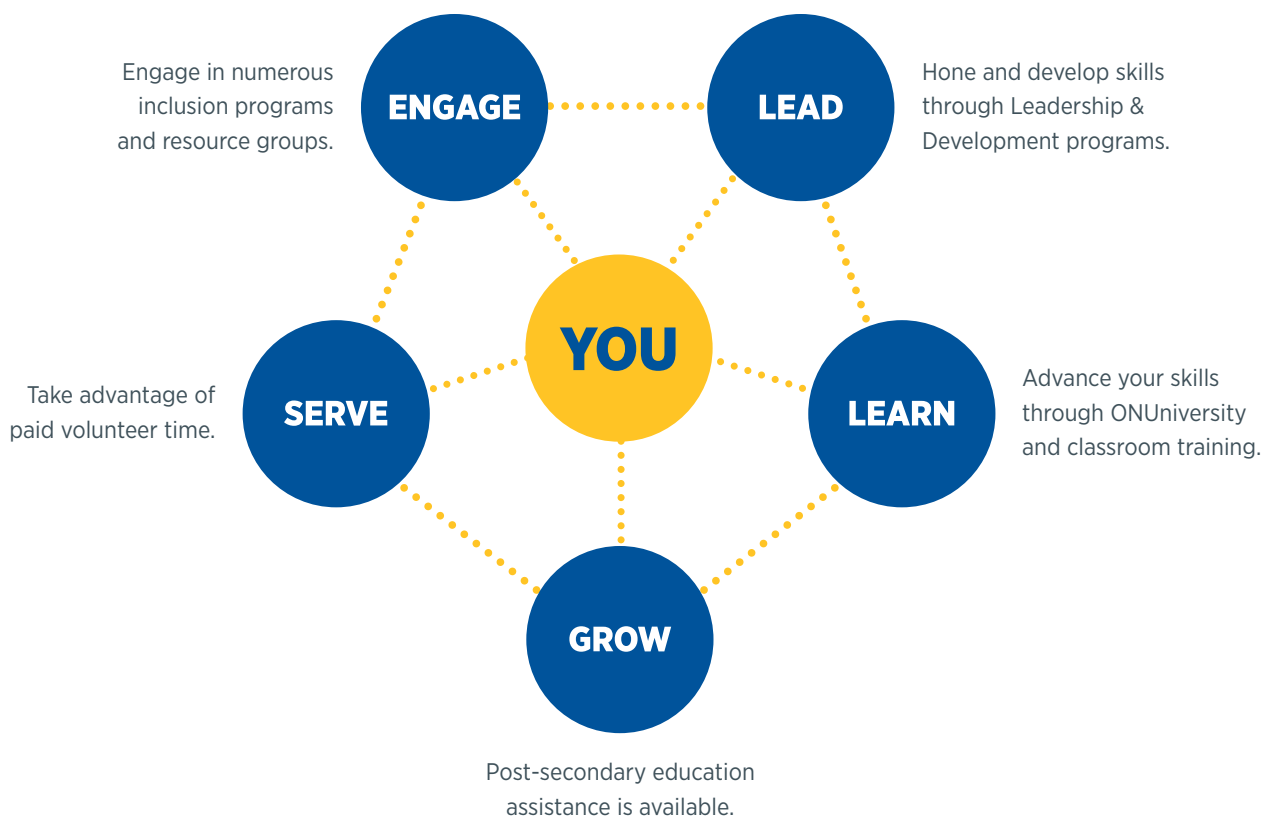 Engage in numerous
inclusion programs
and resource groups.
ENGAGE
LEAD
Hone and develop skills
through Leadership &
Development programs.
YOU
Take advantage of
paid volunteer time.
SERVE
LEARN
Advance your skills
through ONUniversity
and classroom training.
GROW
Post-secondary education
assistance is available.